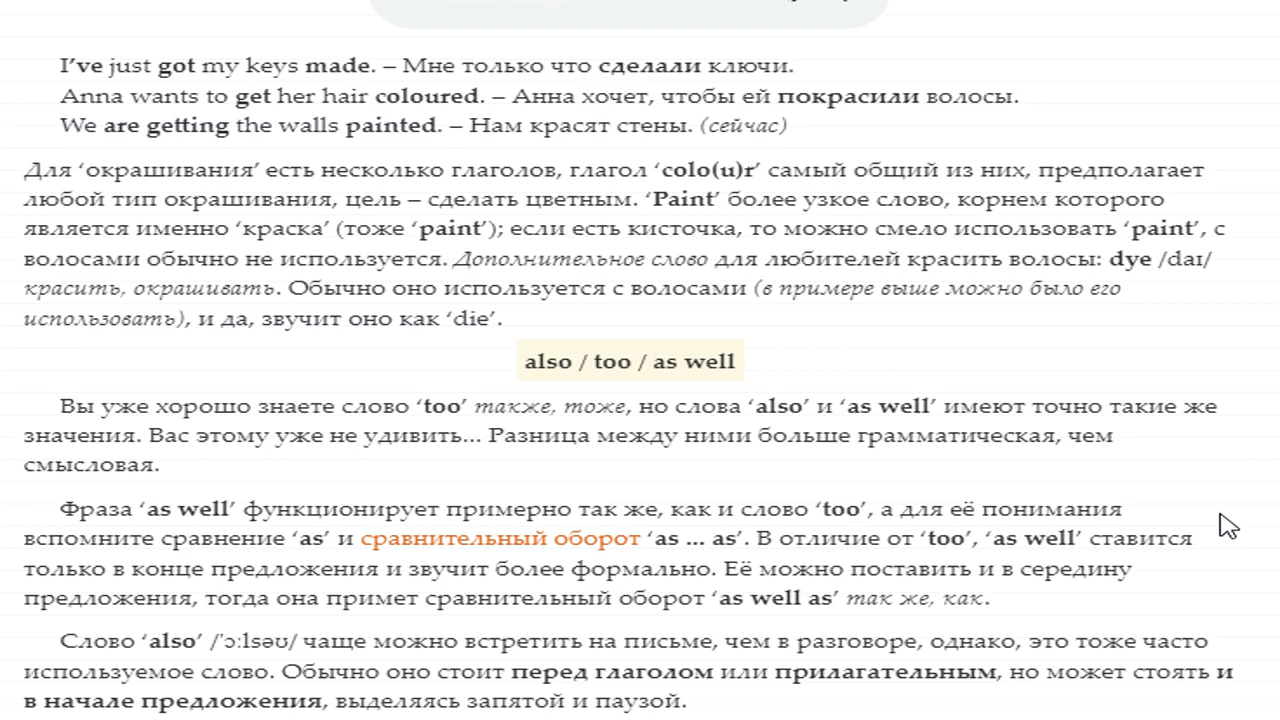 I’ve just got my keys made. – Мне только что сделали ключи.
Anna wants to get her hair coloured. – Анна хочет, чтобы ей покрасили волосы.
We are getting the walls painted. – Нам красят стены. (сейчас)
Для ‘окрашивания’ есть несколько глаголов, глагол ‘colo(u)r’ самый общий из них, предполагает
любой тип окрашивания, цель – сделать цветным. ‘Paint’ более узкое слово, корнем которого
является именно ‘краска’ (тоже ‘paint’); если есть кисточка, то можно смело использовать ‘paint’, с
волосами обычно не используется. Дополнительное слово для любителей красить волосы: dye /daɪ/
красить, окрашивать. Обычно оно используется с волосами (в примере выше можно было его
использовать), и да, звучит оно как ‘die’.
also / too / as well
Вы уже хорошо знаете слово ‘too’ также, тоже, но слова ‘also’ и ‘as well’ имеют точно такие же
значения. Вас этому уже не удивить... Разница между ними больше грамматическая, чем
смысловая.
Фраза ‘as well’ функционирует примерно так же, как и слово ‘too’, а для её понимания
вспомните сравнение ‘as’ и сравнительный оборот ‘as ... as’. В отличие от ‘too’, ‘as well’ ставится
только в конце предложения и звучит более формально. Её можно поставить и в середину
предложения, тогда она примет сравнительный оборот ‘as well as’ так же, как.
Слово ‘also’ /ˈɔːlsəʊ/ чаще можно встретить на письме, чем в разговоре, однако, это тоже часто
используемое слово. Обычно оно стоит перед глаголом или прилагательным, но может стоять и
в начале предложения, выделяясь запятой и паузой.